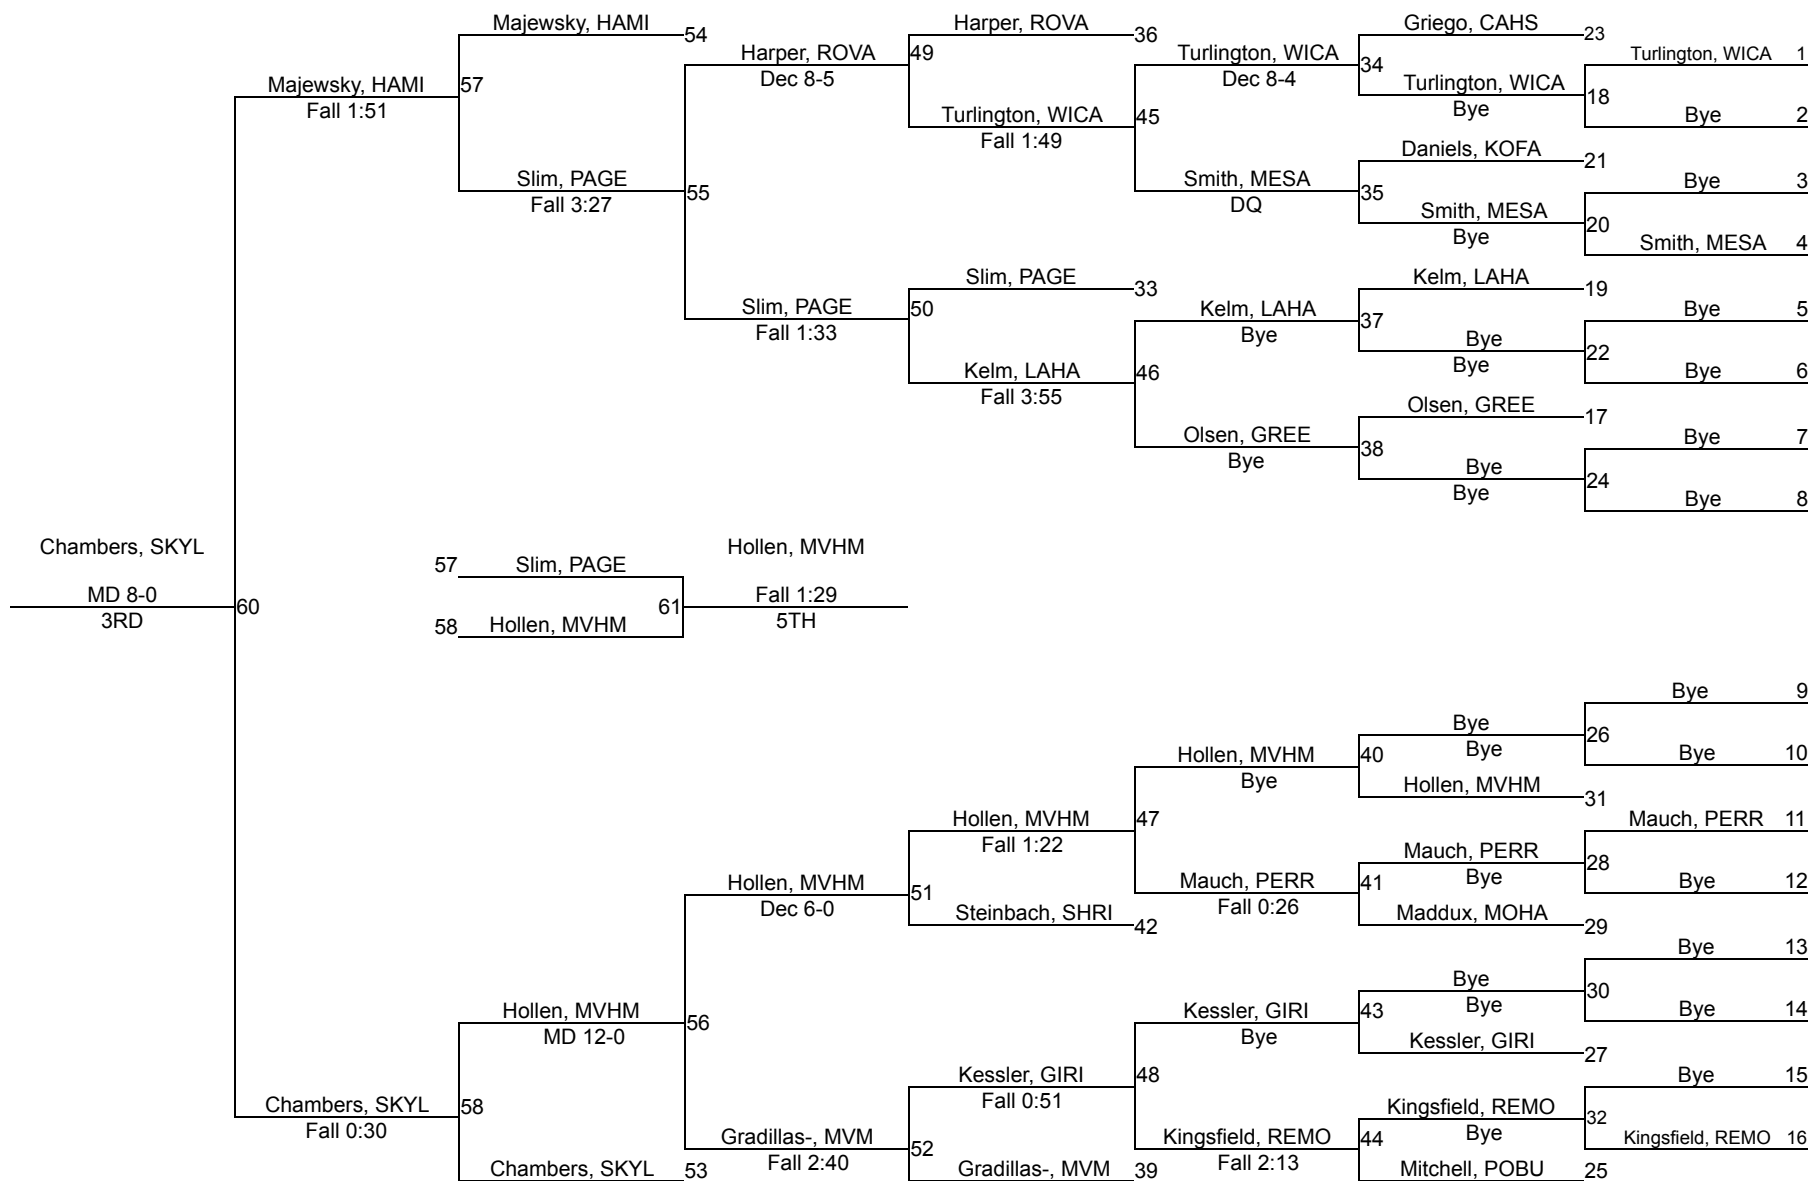 Majewsky, HAMI 54
Harper, ROVA 36
Griego, CAHS 23
Harper, ROVA 49
Turlington, WICA
Turlington, WICA 1
Dec 8-5
Dec 8-4
34
Majewsky, HAMI 57
Turlington, WICA 18
Fall 1:51
Bye
Turlington, WICA 45
Bye 2
Fall 1:49
Daniels, KOFA 21
Slim, PAGE 55
Smith, MESA 35
Bye 3
Fall 3:27
DQ
Smith, MESA 20
Bye
Smith, MESA 4
Slim, PAGE 33
Kelm, LAHA 19
Slim, PAGE 50
Kelm, LAHA 37
Bye 5
Fall 1:33
Bye
Bye 22
Bye
Kelm, LAHA 46
Bye 6
Fall 3:55
Olsen, GREE 17
Olsen, GREE 38
Bye 7
Bye
Bye 24
Bye
Bye 8
Chambers, SKYL
Hollen, MVHM
57 Slim, PAGE
MD 8-0
Fall 1:29
60
61
3RD
5TH
58 Hollen, MVHM
Bye 9
Bye 26
Bye
Hollen, MVHM 40
Bye 10
Bye
Hollen, MVHM 31
Hollen, MVHM 47
Mauch, PERR 11
Fall 1:22
Mauch, PERR 28
Bye
Hollen, MVHM 51
Mauch, PERR 41
Bye 12
Dec 6-0
Fall 0:26
Steinbach, SHRI 42
Maddux, MOHA 29
Bye 13
Bye 30
Bye
Hollen, MVHM 56
Kessler, GIRI 43
Bye 14
MD 12-0
Bye
Kessler, GIRI 27
Kessler, GIRI 48
Bye 15
Fall 0:51
Chambers, SKYL 58
Kingsfield, REMO 32
Fall 0:30
Bye
Gradillas-, MVM 52
Kingsfield, REMO 44
Kingsfield, REMO 16
Fall 2:40
Fall 2:13
Chambers, SKYL 53
Gradillas-, MVM 39
Mitchell, POBU 25